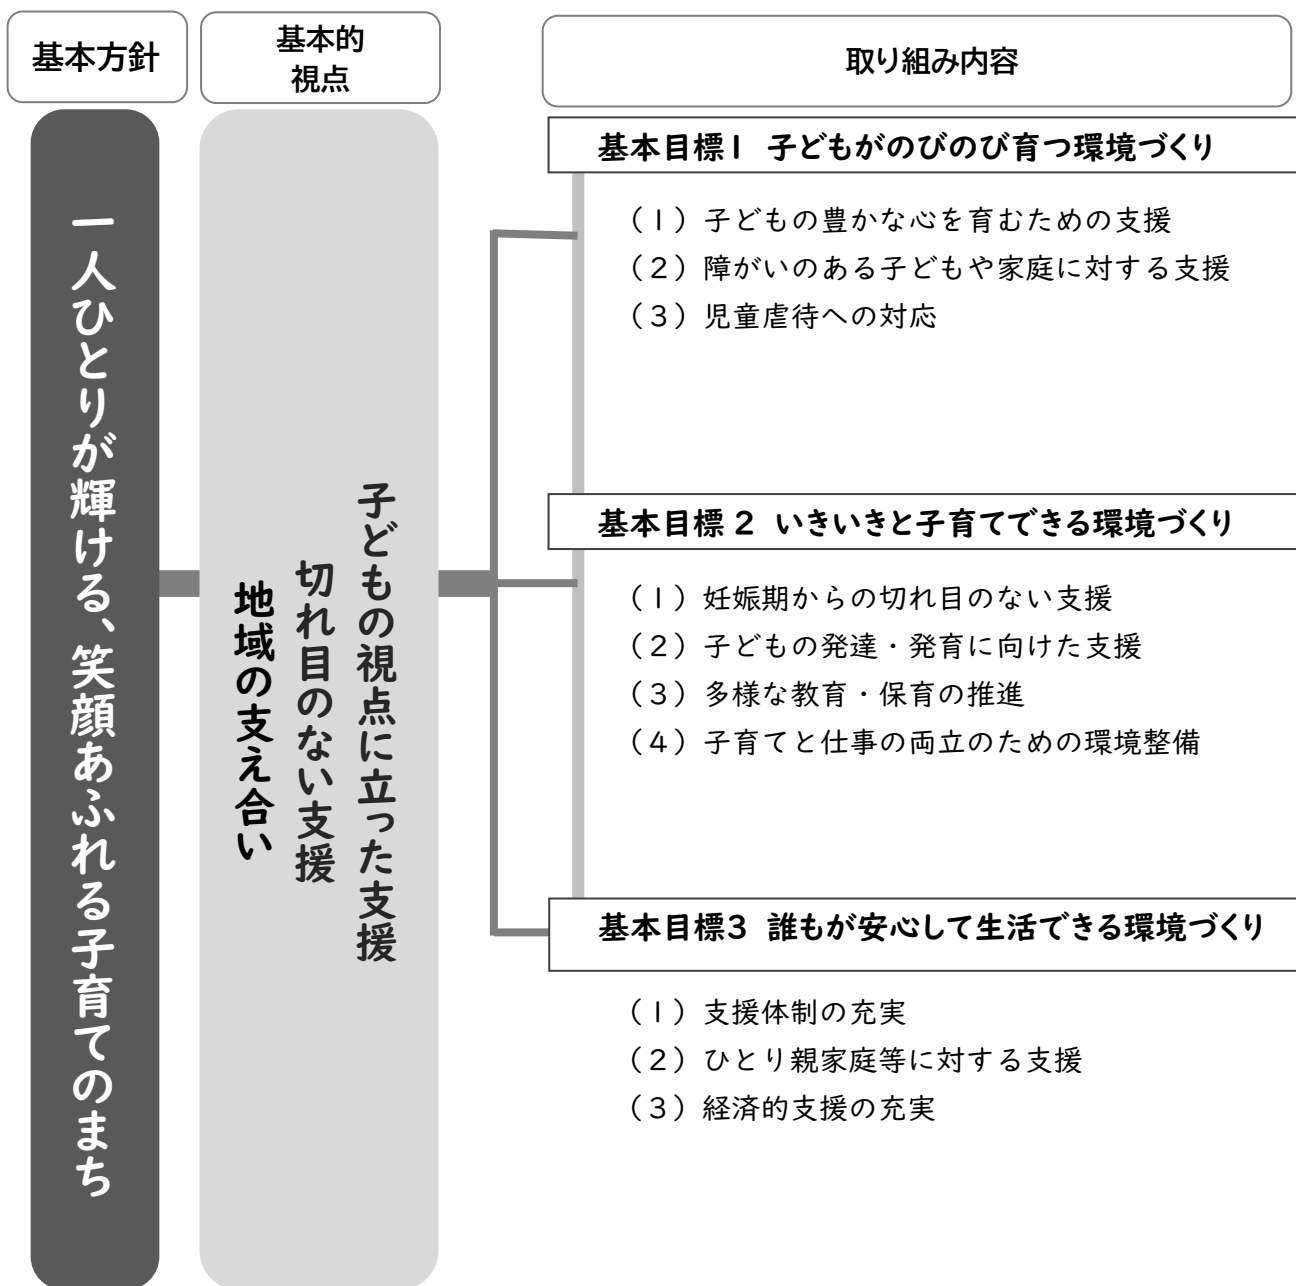 基本方針
基本的
視点
取り組み内容
一人ひとりが輝ける、笑顔あふれる子育てのまち
子どもの視点に立った支援
切れ目のない支援
地域の支え合い
基本目標1 子どもがのびのび育つ環境づくり
（1）子どもの豊かな心を育むための支援
（2）障がいのある子どもや家庭に対する支援
（3）児童虐待への対応
基本目標2 いきいきと子育てできる環境づくり
（1）妊娠期からの切れ目のない支援
（2）子どもの発達・発育に向けた支援
（3）多様な教育・保育の推進
（4）子育てと仕事の両立のための環境整備
基本目標3 誰もが安心して生活できる環境づくり
（1）支援体制の充実
（2）ひとり親家庭等に対する支援
（3）経済的支援の充実